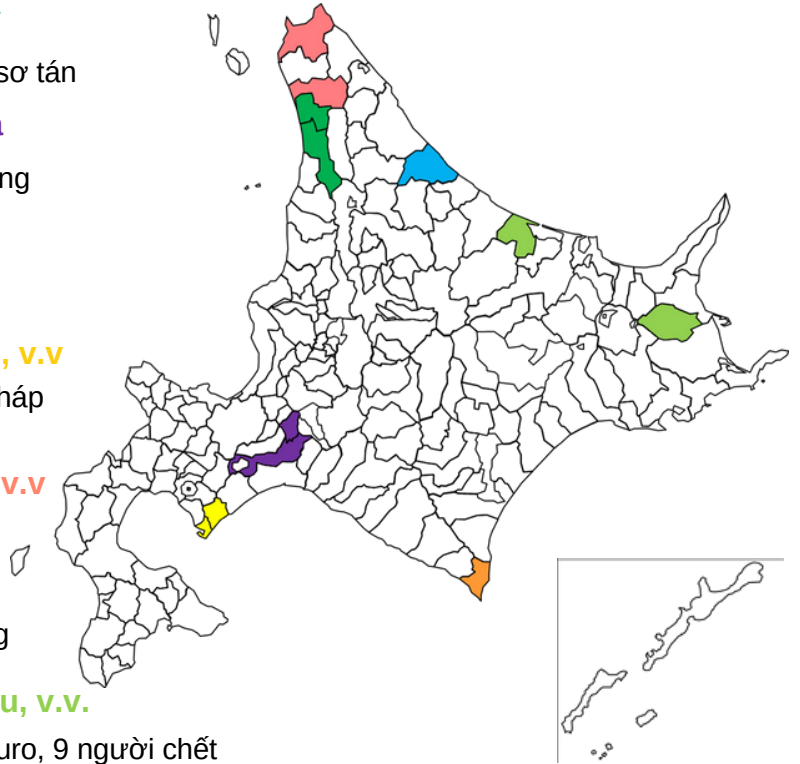 sơ tán
ng
, v.v
háp
v.v
g
u, v.v.
uro, 9 người chết